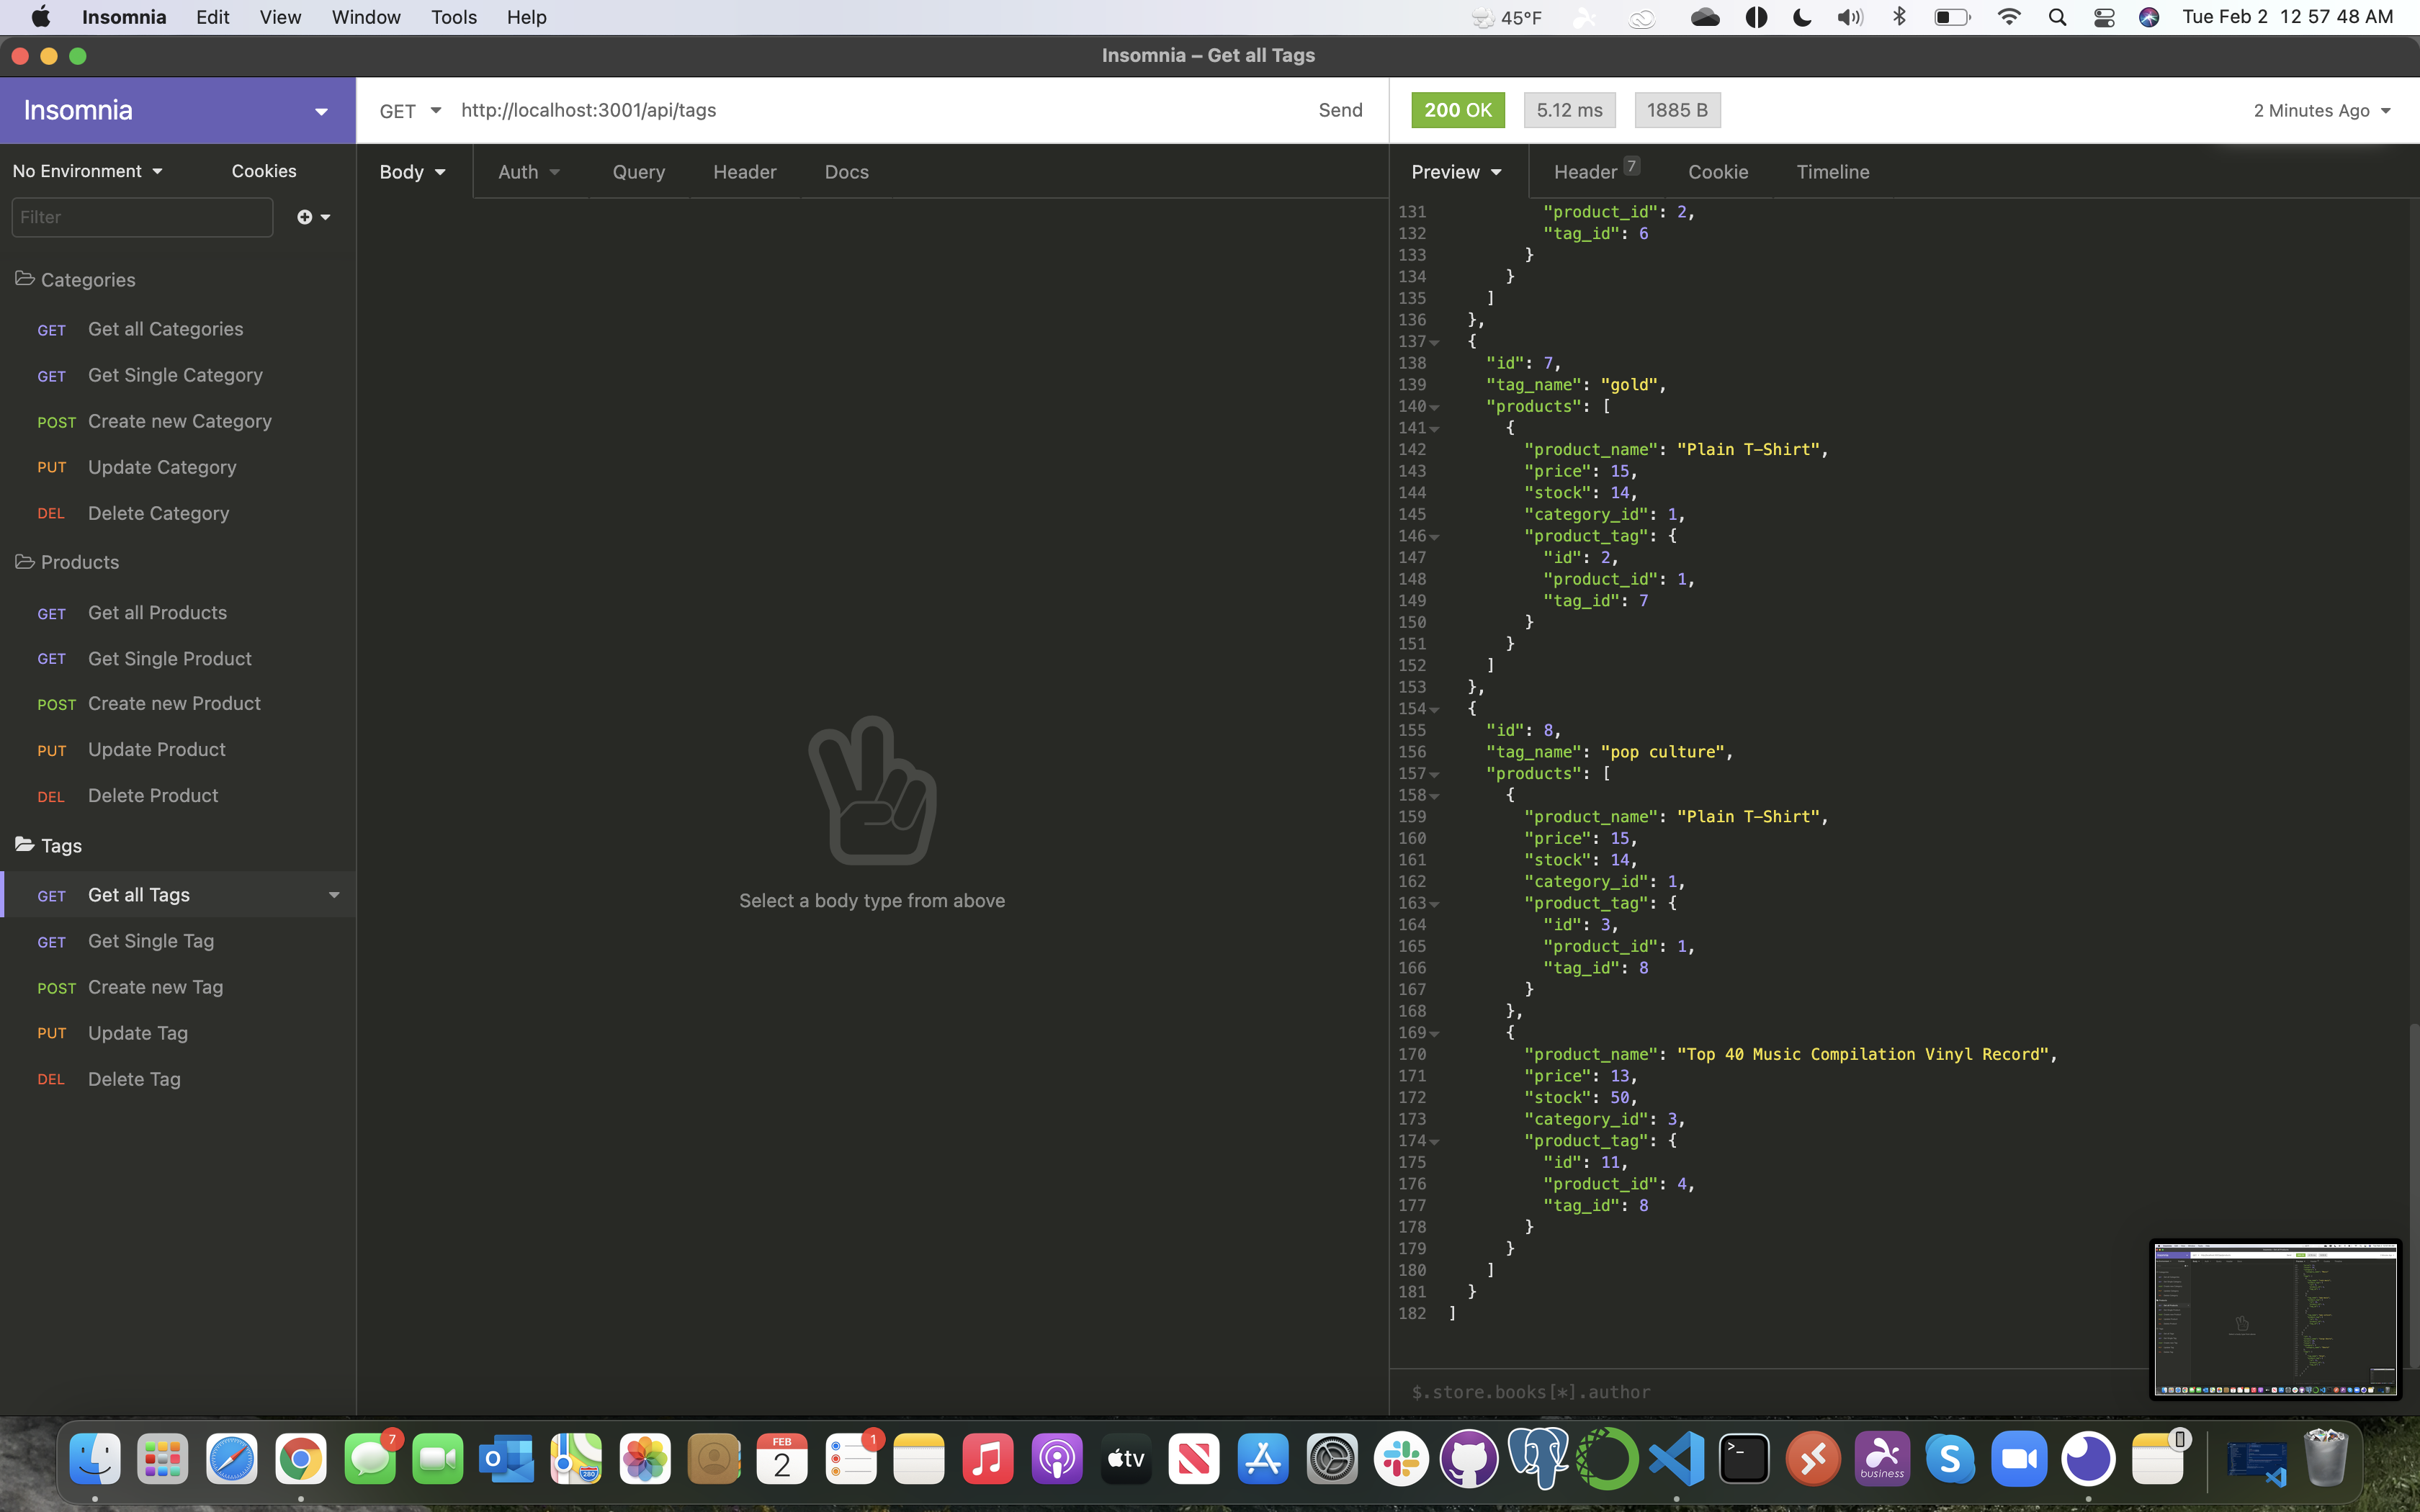 Insomnia Edit View Window Tools Help 45°F Tue Feb 2 12 57 48 AM
Insomnia – Get all Tags
Insomnia GET http://localhost:3001/api/tags Send 200 OK 5.12 ms 1885 B 2 Minutes Ago
No Environment Cookies
Body Auth Query Header Docs
Preview Header 7 Cookie Timeline
Filter
Categories
GET Get all Categories
GET Get Single Category
POST Create new Category
PUT Update Category
DEL Delete Category
Products
GET Get all Products
GET Get Single Product
POST Create new Product
PUT Update Product
DEL Delete Product
Tags
GET Get all Tags
GET Get Single Tag
POST Create new Tag
PUT Update Tag
DEL Delete Tag
Select a body type from above
131 "product_id": 2,
132 "tag_id": 6
133 }
134 }
135 ]
136 },
137 {
138 "id": 7,
139 "tag_name": "gold",
140 "products": [
141 {
142 "product_name": "Plain T-Shirt",
143 "price": 15,
144 "stock": 14,
145 "category_id": 1,
146 "product_tag": {
147 "id": 2,
148 "product_id": 1,
149 "tag_id": 7
150 }
151 }
152 ]
153 },
154 {
155 "id": 8,
156 "tag_name": "pop culture",
157 "products": [
158 {
159 "product_name": "Plain T-Shirt",
160 "price": 15,
161 "stock": 14,
162 "category_id": 1,
163 "product_tag": {
164 "id": 3,
165 "product_id": 1,
166 "tag_id": 8
167 }
168 },
169 {
170 "product_name": "Top 40 Music Compilation Vinyl Record",
171 "price": 13,
172 "stock": 50,
173 "category_id": 3,
174 "product_tag": {
175 "id": 11,
176 "product_id": 4,
177 "tag_id": 8
178 }
179 }
180 ]
181 }
182 ]
$.store.books[*].author
7 FEB 2 1 280 tv business